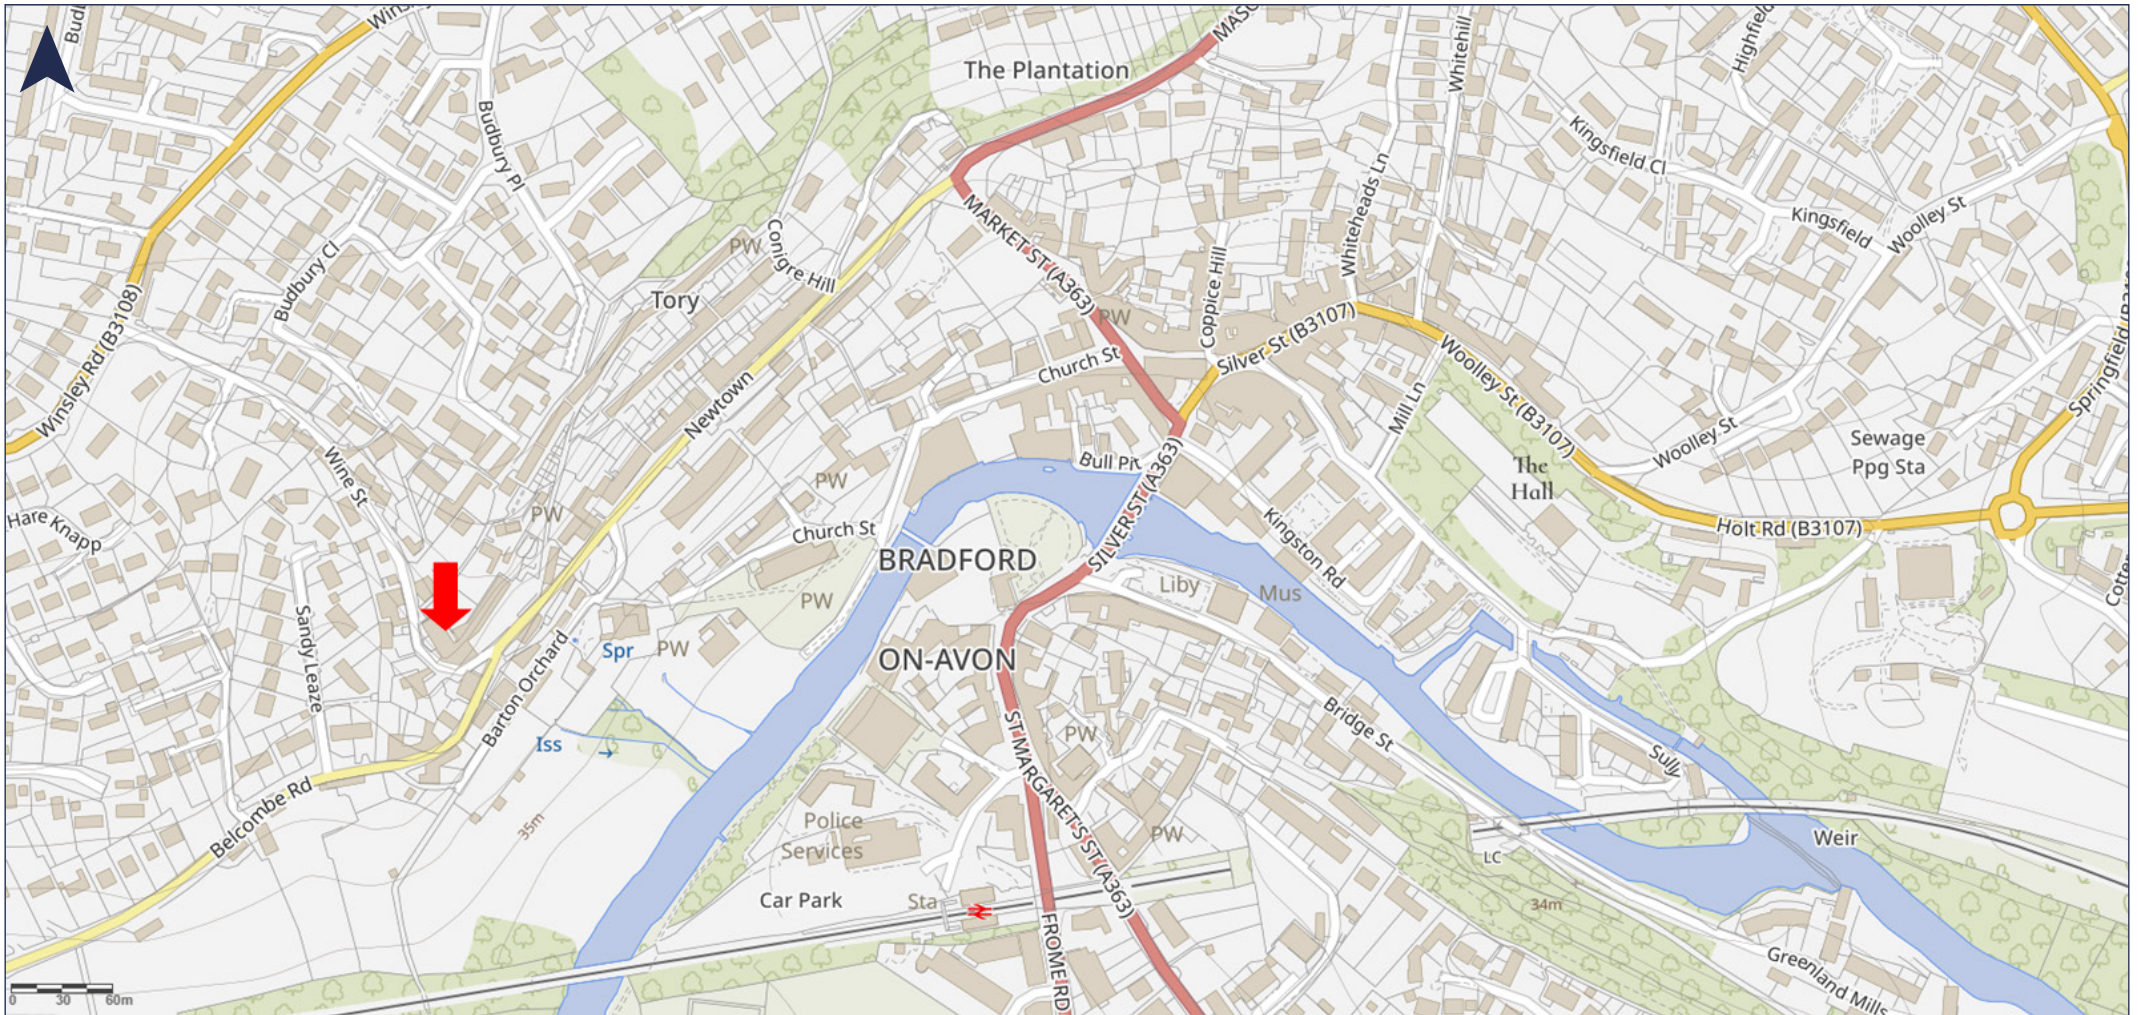 Winsley
Budbury Pl
The Plantation
Whitehill
Highfield
Kingsfield Cl
Kingsfield
Woolley St
Whiteheads Ln
MARKET ST (A363)
Conigre Hill
PW
Tory
Budbury Cl
Winsley Rd (B3108)
Coppice Hill
PW
Silver St (B3107)
Church St
Mill Ln
Woolley St (B3107)
Woolley St
Springfield
Sewage
Ppg Sta
The
Hall
Newtown
Wine St
Bull Pit
SILVER ST (A363)
PW
PW
Hare Knapp
Church St
Kingston Rd
Holt Rd (B3107)
BRADFORD
ON-AVON
Liby
Mus
PW
Sandy Leaze
Barton Orchard
Spr
PW
Iss
Bridge St
PW
Sully
ST MARGARET'S ST (A363)
Belcombe Rd
35m
Police
Services
PW
Weir
LC
Car Park
Sta
34m
FROME RD
Greenland Mills
0 30 60m